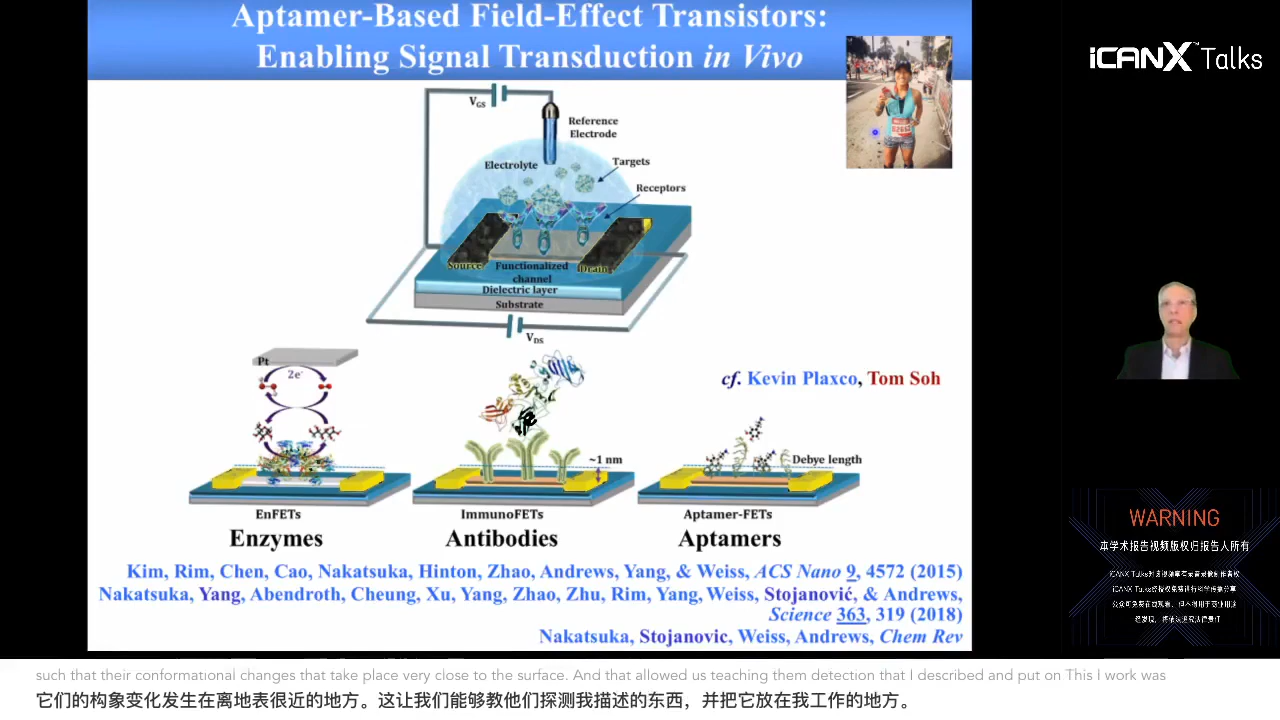 Aptamer-Based Field-Effect Transistors:
Enabling Signal Transduction in Vivo
iCANX Talks
VGS
Reference
Electrode
Electrolyte
Targets
Receptors
Source
Functionalized
channel
Drain
Dielectric layer
Substrate
VDS
Pt
2e-
cf. Kevin Plaxco, Tom Soh
~1 nm
Debye length
EnFETs
ImmunoFETs
Aptamer-FETs
Enzymes
Antibodies
Aptamers
Kim, Rim, Chen, Cao, Nakatsuka, Hinton, Zhao, Andrews, Yang, & Weiss, ACS Nano 9, 4572 (2015)
Nakatsuka, Yang, Abendroth, Cheung, Xu, Yang, Zhao, Zhu, Rim, Yang, Weiss, Stojanović, & Andrews,
Science 363, 319 (2018)
Nakatsuka, Stojanovic, Weiss, Andrews, Chem Rev
WARNING
本学术报告视频版权归报告人所有
such that their conformational changes that take place very close to the surface. And that allowed us teaching them detection that I described and put on This I work was
它们的构象变化发生在离地表很近的地方。这让我们能够教他们探测我描述的东西，并把它放在我工作的地方。